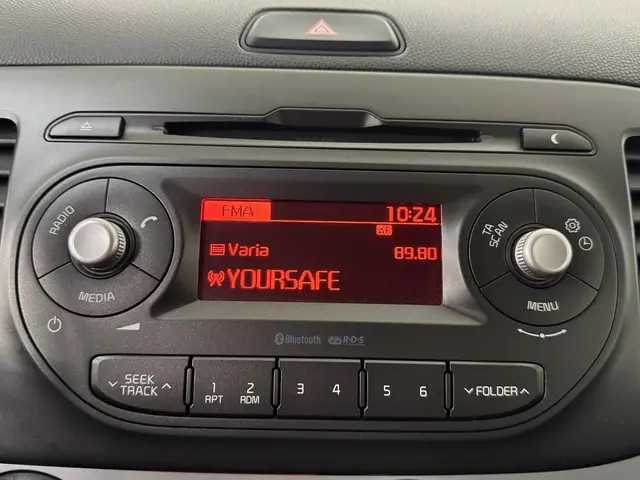 FMA 10:24
AF
Varia 89.80
YOURSAFE
RADIO
MEDIA
TA
SCAN
MENU
Bluetooth R·D·S
SEEK
TRACK
1 2 3 4 5 6
RPT RDM
FOLDER